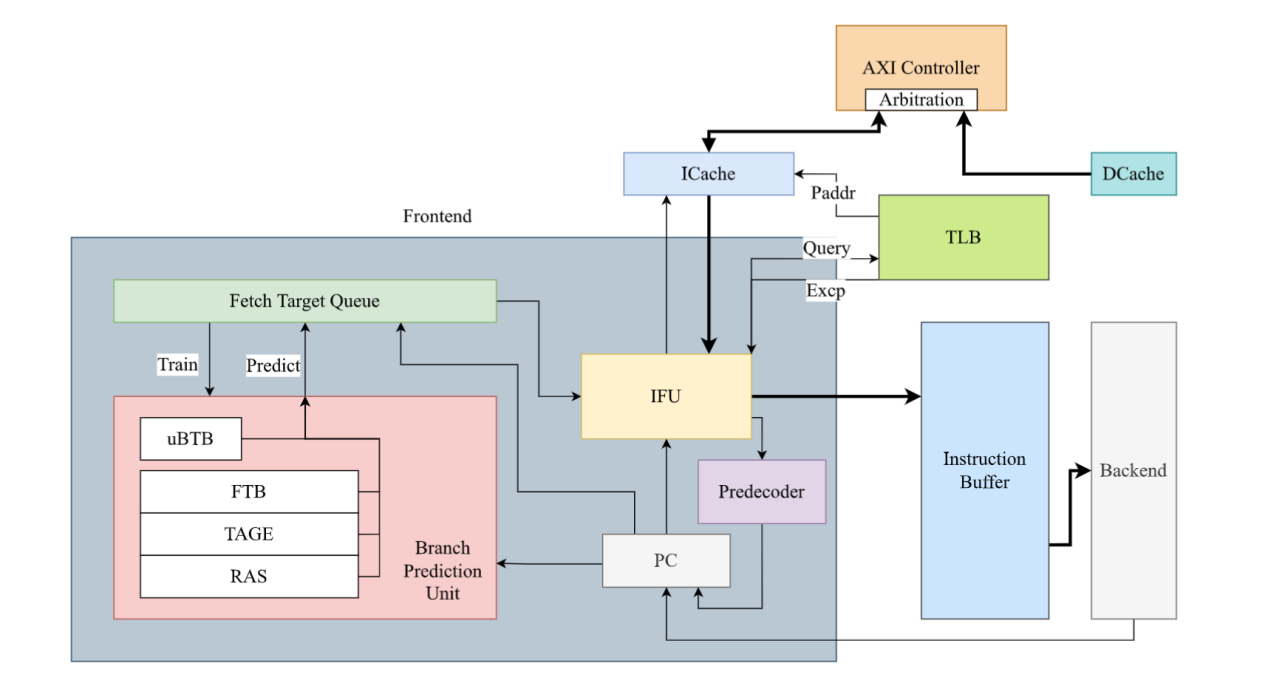 AXI Controller
Arbitration
ICache
DCache
Paddr
TLB
Frontend
Query
Excp
Fetch Target Queue
Train
Predict
IFU
uBTB
FTB
TAGE
RAS
Branch
Prediction
Unit
Predecoder
PC
Instruction
Buffer
Backend